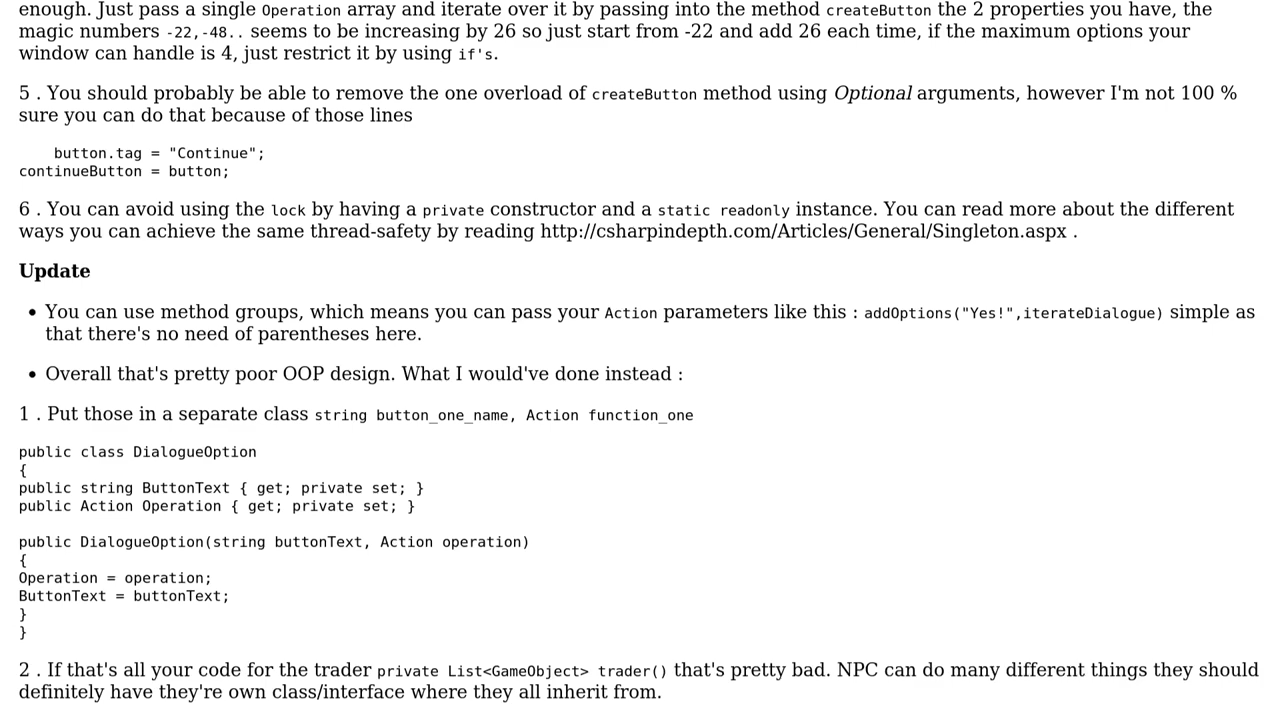 enough. Just pass a single Operation array and iterate over it by passing into the method createButton the 2 properties you have, the
magic numbers -22,-48.. seems to be increasing by 26 so just start from -22 and add 26 each time, if the maximum options your
window can handle is 4, just restrict it by using if's.
5 . You should probably be able to remove the one overload of createButton method using Optional arguments, however I'm not 100 %
sure you can do that because of those lines
button.tag = "Continue";
continueButton = button;
6 . You can avoid using the lock by having a private constructor and a static readonly instance. You can read more about the different
ways you can achieve the same thread-safety by reading http://csharpindepth.com/Articles/General/Singleton.aspx .
Update
• You can use method groups, which means you can pass your Action parameters like this : addOptions("Yes!",iterateDialogue) simple as
that there's no need of parentheses here.
• Overall that's pretty poor OOP design. What I would've done instead :
1 . Put those in a separate class string button_one_name, Action function_one
public class DialogueOption
{
public string ButtonText { get; private set; }
public Action Operation { get; private set; }
public DialogueOption(string buttonText, Action operation)
{
Operation = operation;
ButtonText = buttonText;
}
}
2 . If that's all your code for the trader private List<GameObject> trader() that's pretty bad. NPC can do many different things they should
definitely have they're own class/interface where they all inherit from.